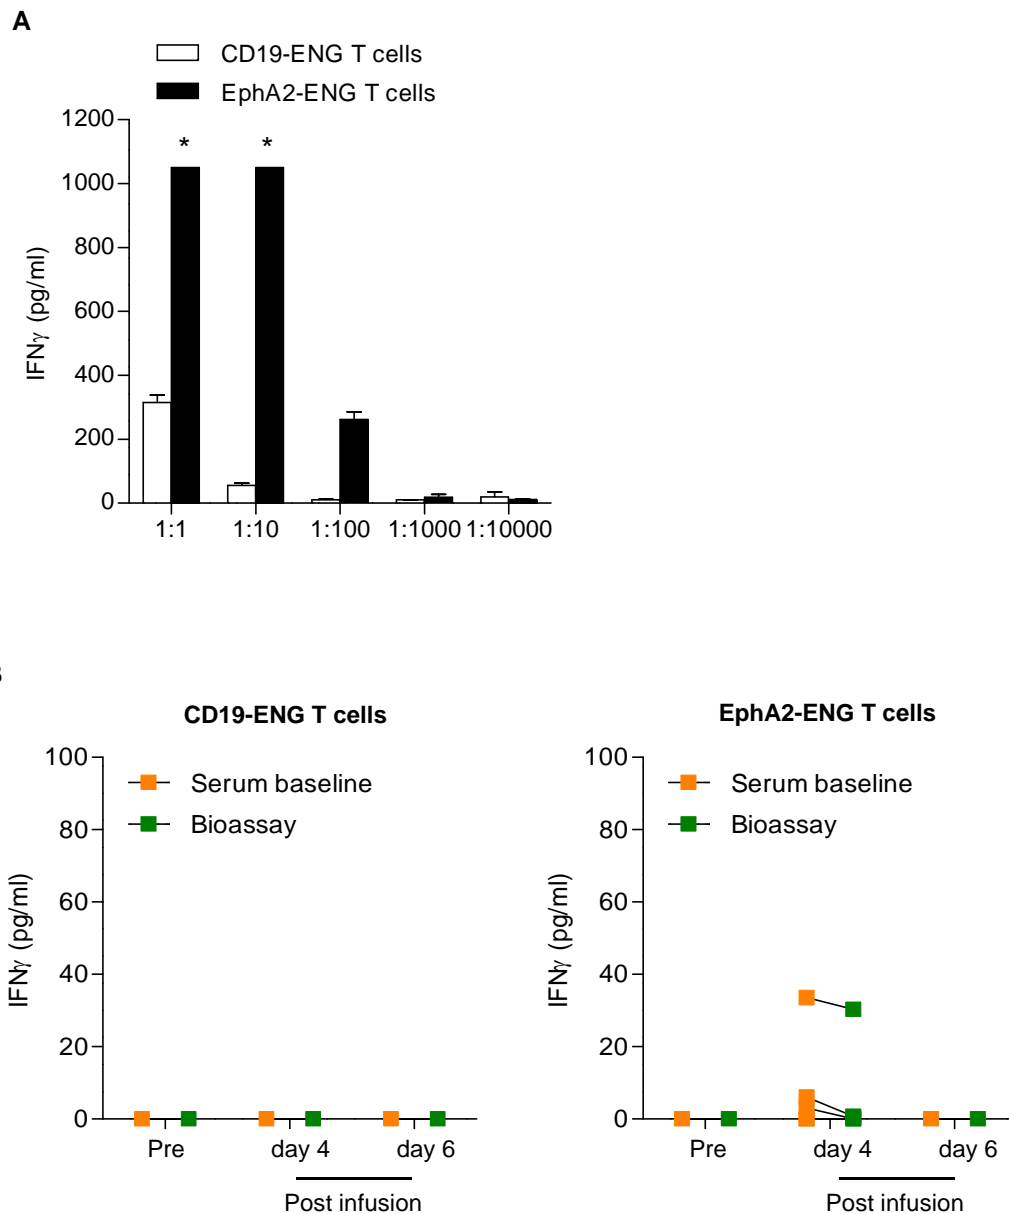 A
CD19-ENG T cells
EphA2-ENG T cells
1200
1000
800
600
400
200
0
IFNγ (pg/ml)
* *
1:1 1:10 1:100 1:1000 1:10000
CD19-ENG T cells
100
80
60
40
20
0
IFNγ (pg/ml)
Serum baseline
Bioassay
Pre day 4 day 6
Post infusion
EphA2-ENG T cells
100
80
60
40
20
0
IFNγ (pg/ml)
Serum baseline
Bioassay
Pre day 4 day 6
Post infusion